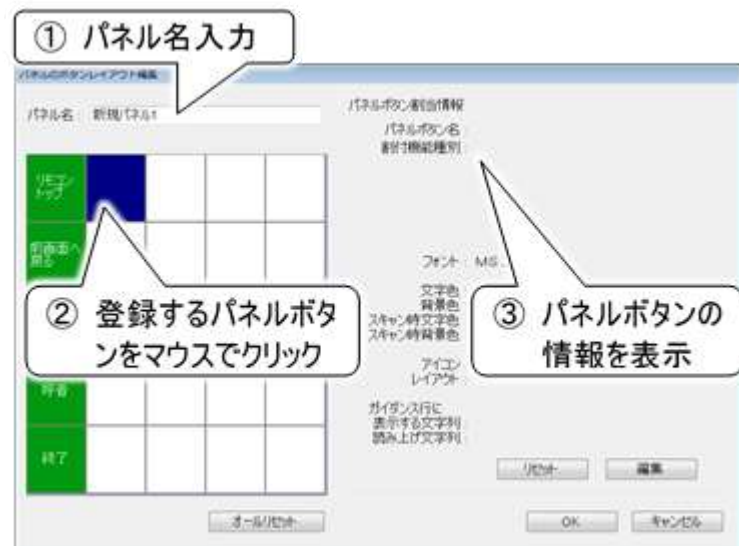 ① パネル名入力
パネルのボタンレイアウト編集
パネル名 新規パネル1
パネルボタン割当情報
パネルボタン名
割付機能種別
リモコン
トップ
前画面へ
戻る
② 登録するパネルボタ
ンをマウスでクリック
③ パネルボタンの
情報を表示
フォント MS
文字色
背景色
スキャン時文字色
スキャン時背景色
アイコン
レイアウト
ガイダンス行に
表示する文字列
読み上げ文字列
呼音
終了
リセット
編集
オールリセット
OK
キャンセル